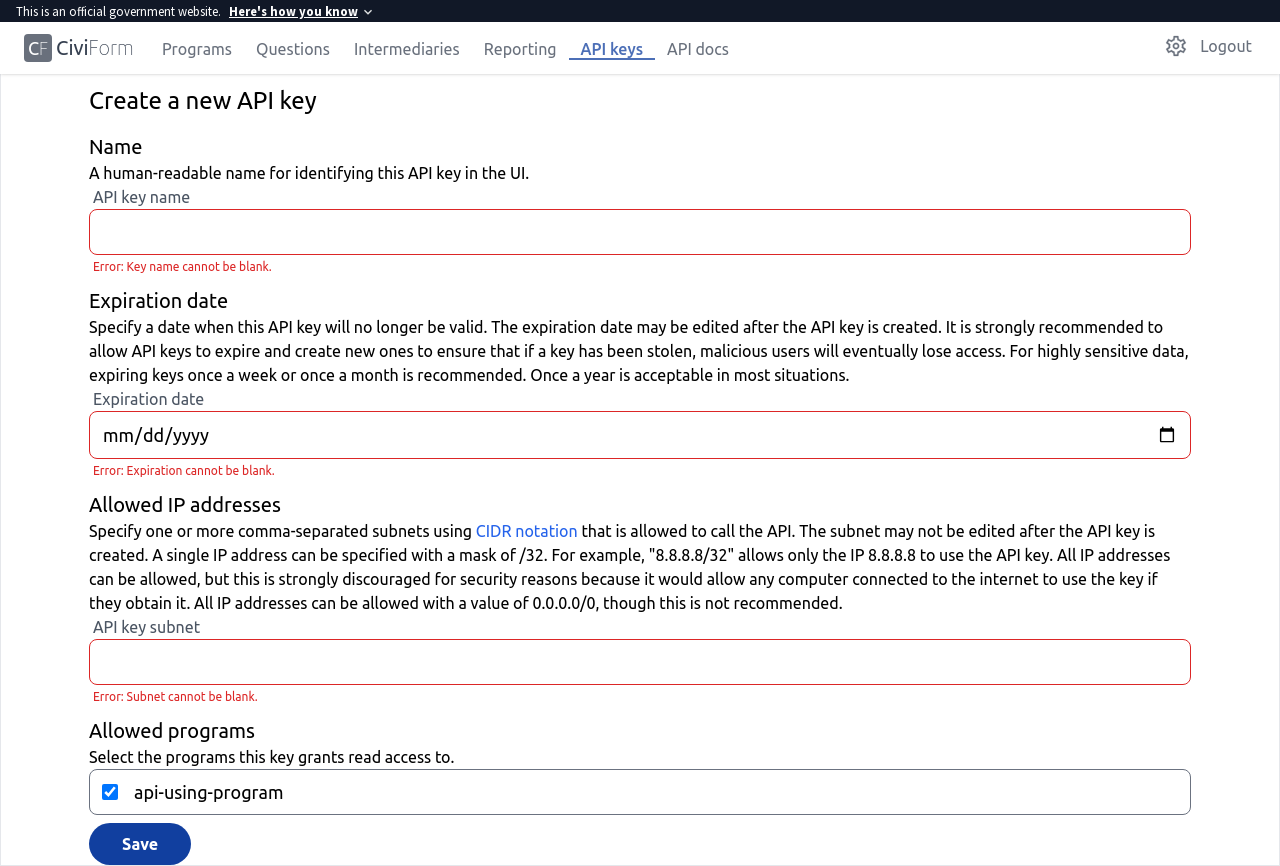 This is an official government website. Here's how you know
CF CiviForm Programs Questions Intermediaries Reporting API keys API docs Logout
Create a new API key
Name
A human-readable name for identifying this API key in the UI.
API key name
Error: Key name cannot be blank.
Expiration date
Specify a date when this API key will no longer be valid. The expiration date may be edited after the API key is created. It is strongly recommended to
allow API keys to expire and create new ones to ensure that if a key has been stolen, malicious users will eventually lose access. For highly sensitive data,
expiring keys once a week or once a month is recommended. Once a year is acceptable in most situations.
Expiration date
mm/dd/yyyy
Error: Expiration cannot be blank.
Allowed IP addresses
Specify one or more comma-separated subnets using CIDR notation that is allowed to call the API. The subnet may not be edited after the API key is
created. A single IP address can be specified with a mask of /32. For example, "8.8.8.8/32" allows only the IP 8.8.8.8 to use the API key. All IP addresses
can be allowed, but this is strongly discouraged for security reasons because it would allow any computer connected to the internet to use the key if
they obtain it. All IP addresses can be allowed with a value of 0.0.0.0/0, though this is not recommended.
API key subnet
Error: Subnet cannot be blank.
Allowed programs
Select the programs this key grants read access to.
api-using-program
Save